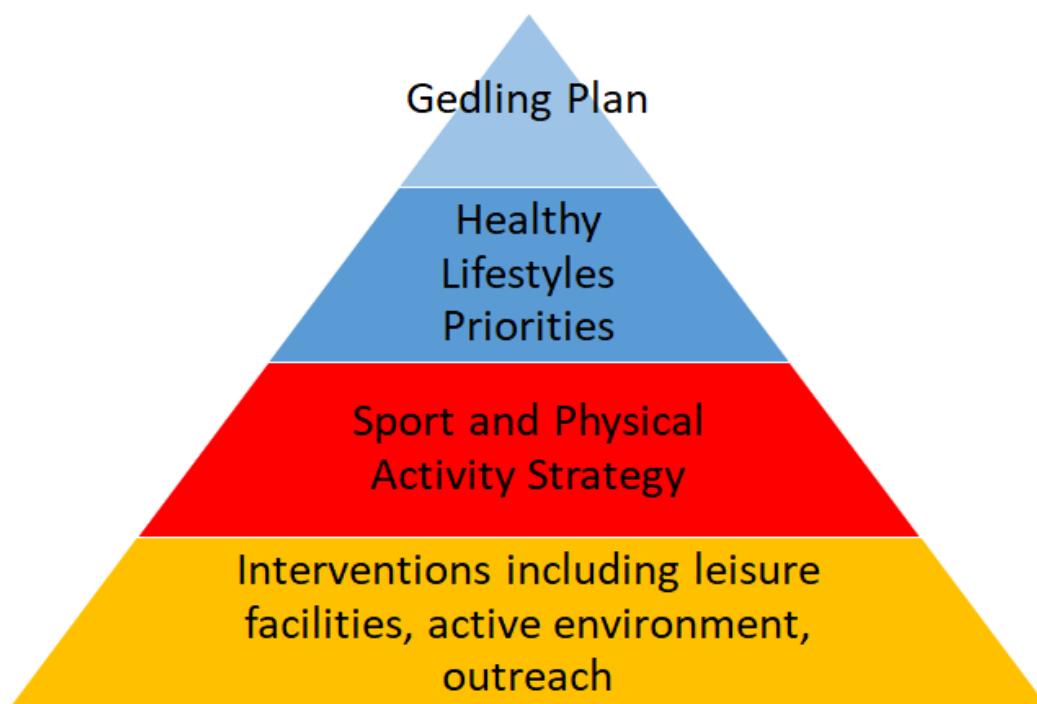 Gedling Plan
Healthy
Lifestyles
Priorities
Sport and Physical
Activity Strategy
Interventions including leisure
facilities, active environment,
outreach